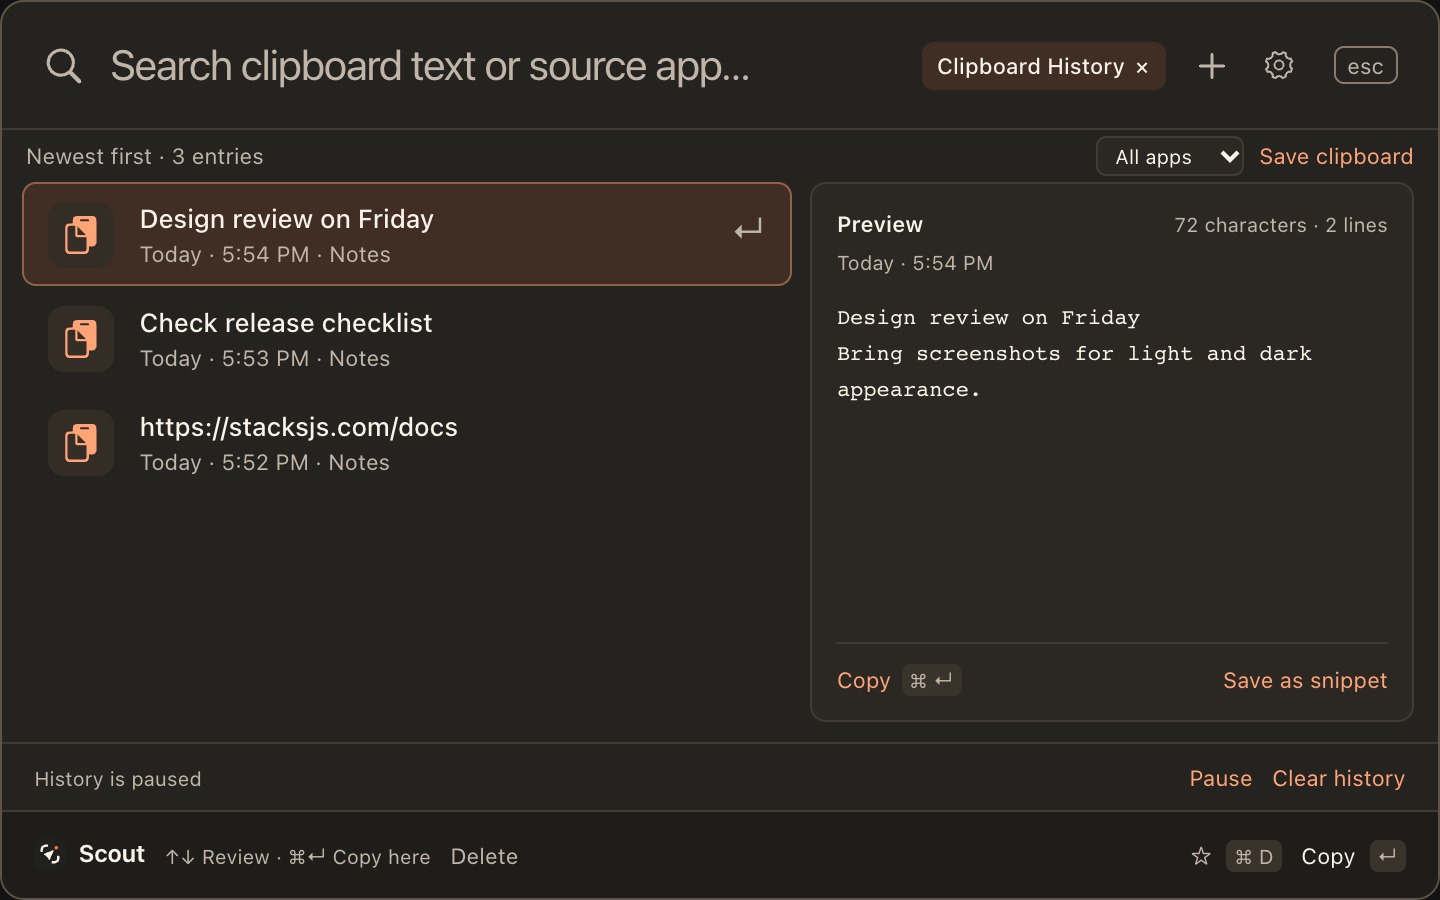 Search clipboard text or source app...
Clipboard History ×
esc
Newest first · 3 entries
All apps
Save clipboard
Design review on Friday
Today · 5:54 PM · Notes
Check release checklist
Today · 5:53 PM · Notes
https://stacksjs.com/docs
Today · 5:52 PM · Notes
Preview
72 characters · 2 lines
Today · 5:54 PM
Design review on Friday
Bring screenshots for light and dark
appearance.
Copy ⌘ ↵
Save as snippet
History is paused
Pause
Clear history
Scout
↑↓ Review · ⌘↵ Copy here
Delete
☆ ⌘ D
Copy ↵